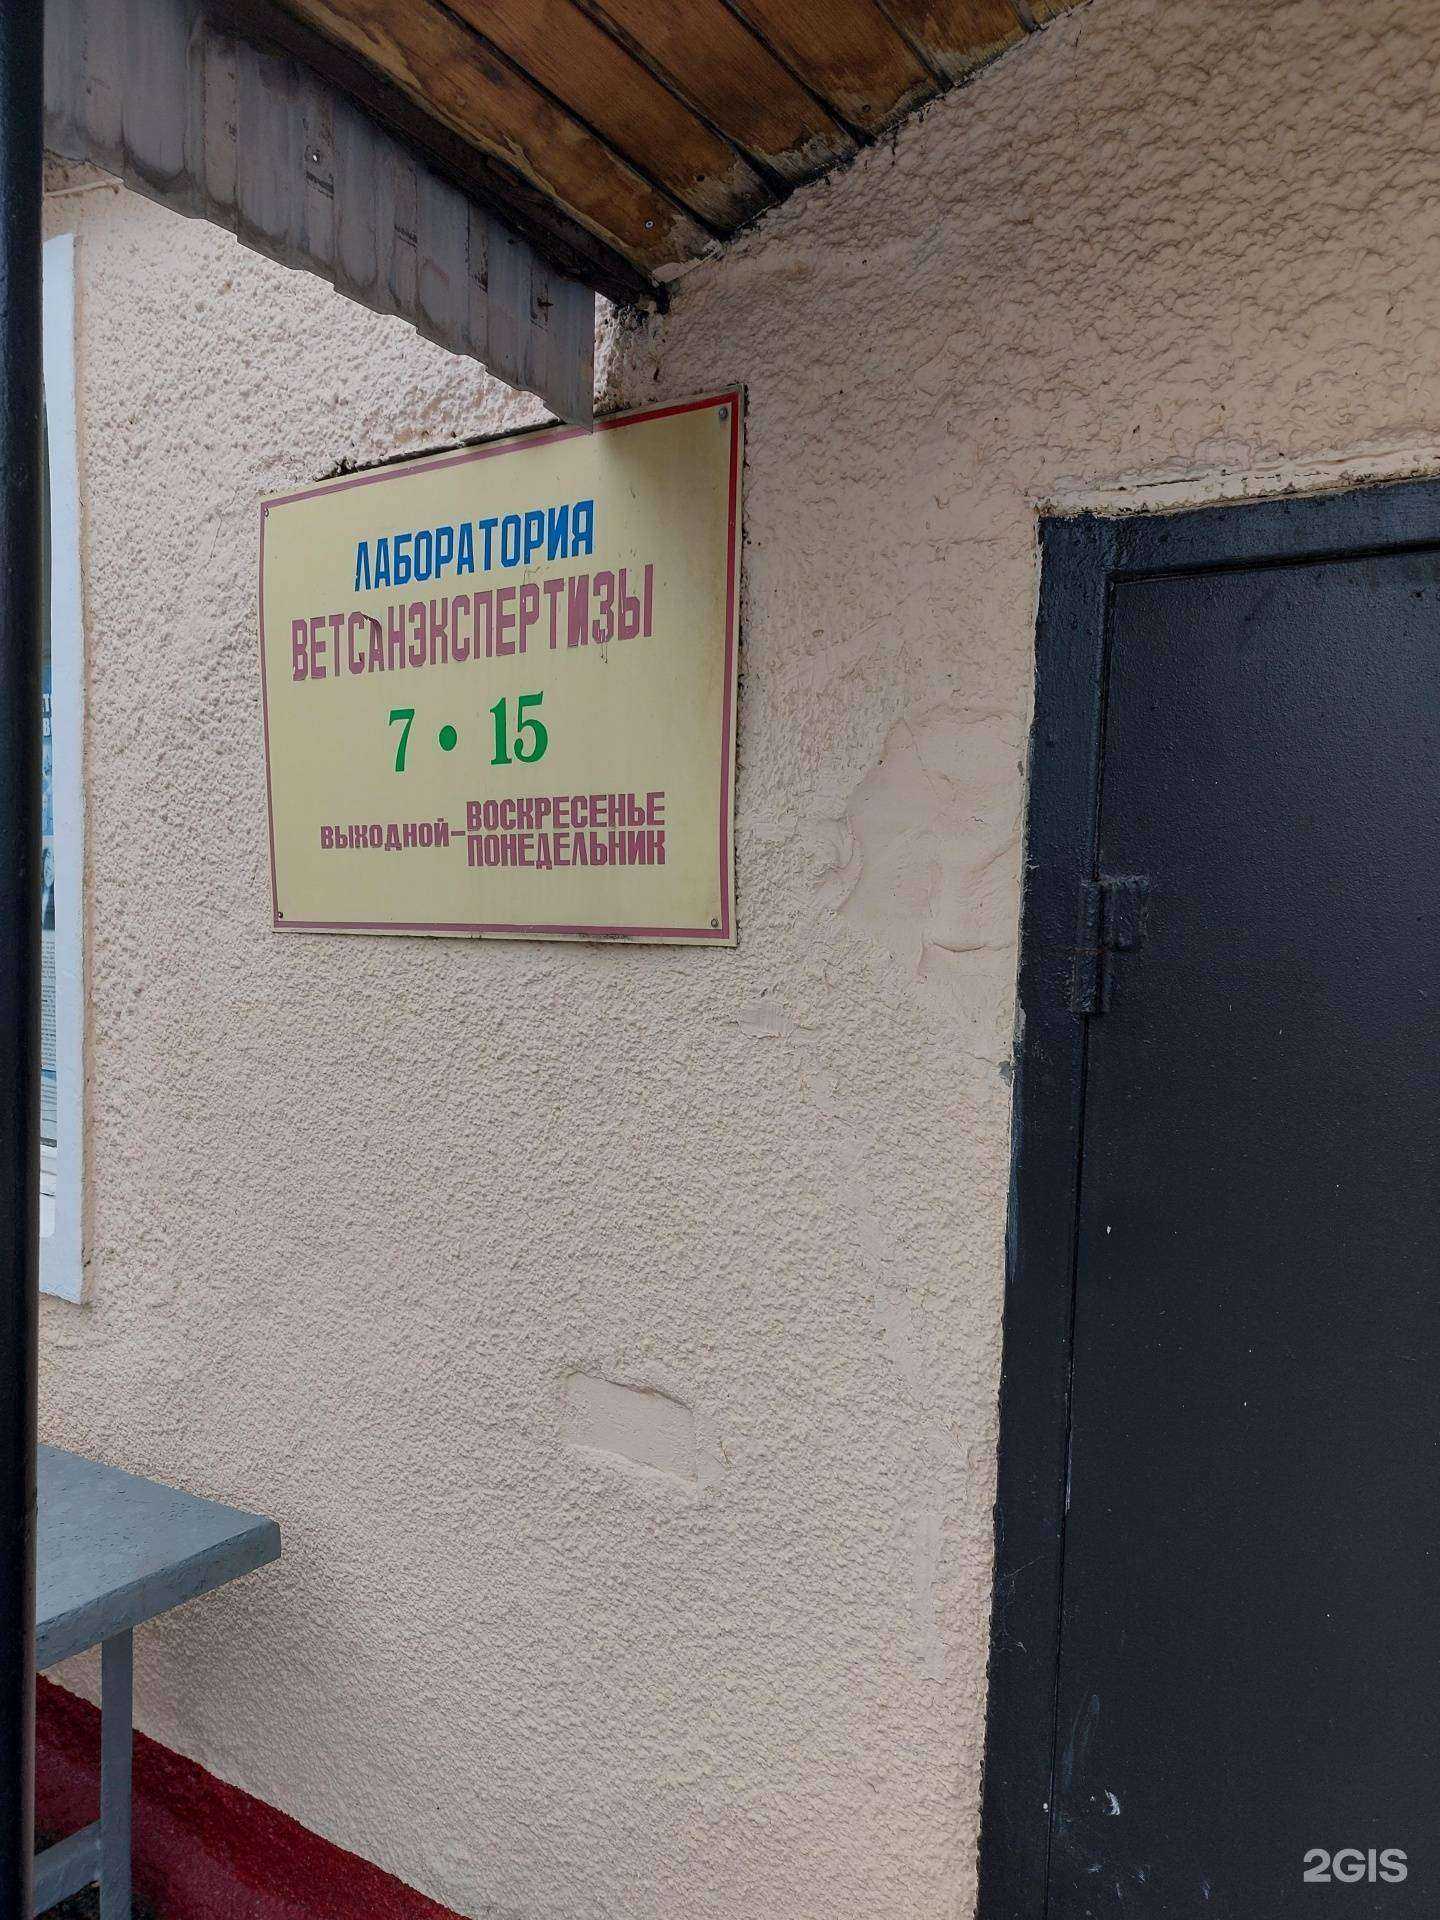 ЛАБОРАТОРИЯ
ВЕТСАНЭКСПЕРТИЗЫ
7 • 15
ВЫХОДНОЙ-ВОСКРЕСЕНЬЕ
ПОНЕДЕЛЬНИК
2GIS